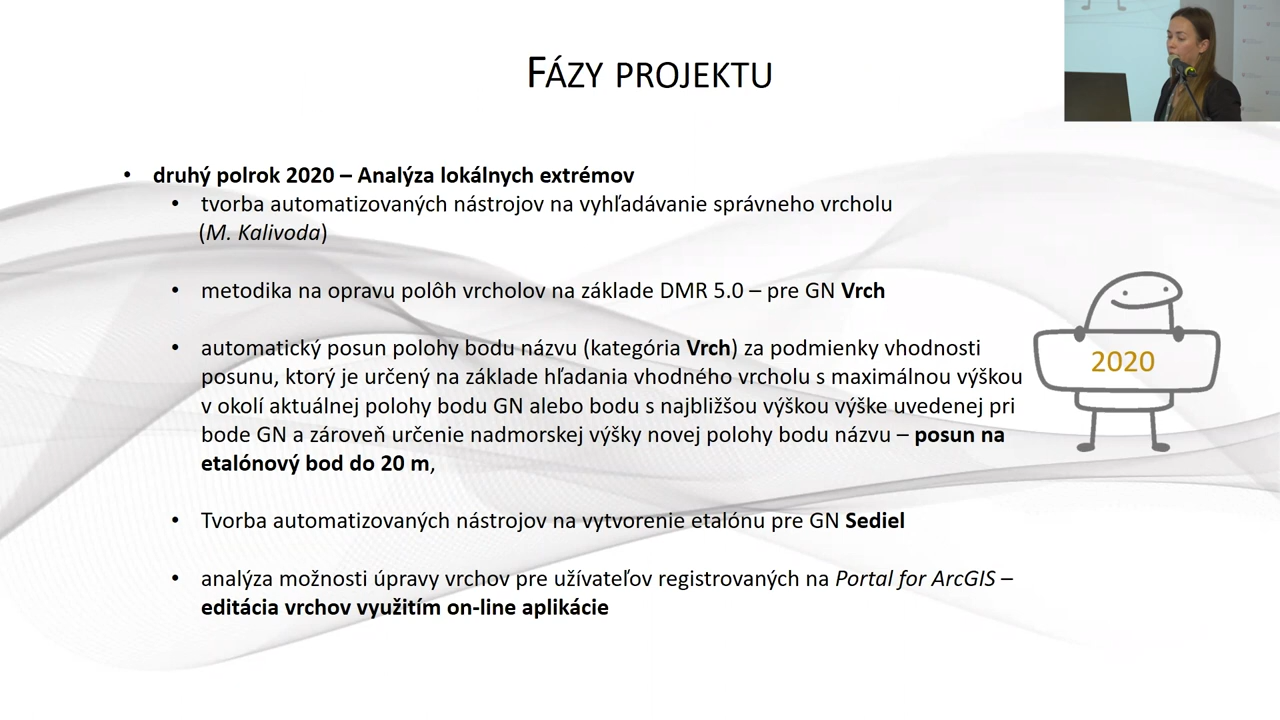 FÁZY PROJEKTU
• druhý polrok 2020 – Analýza lokálnych extrémov
• tvorba automatizovaných nástrojov na vyhľadávanie správneho vrcholu
(M. Kalivoda)
• metodika na opravu polôh vrcholov na základe DMR 5.0 – pre GN Vrch
• automatický posun polohy bodu názvu (kategória Vrch) za podmienky vhodnosti
posunu, ktorý je určený na základe hľadania vhodného vrcholu s maximálnou výškou
v okolí aktuálnej polohy bodu GN alebo bodu s najbližšou výškou výške uvedenej pri
bode GN a zároveň určenie nadmorskej výšky novej polohy bodu názvu – posun na
etalónový bod do 20 m,
• Tvorba automatizovaných nástrojov na vytvorenie etalónu pre GN Sediel
• analýza možnosti úpravy vrchov pre užívateľov registrovaných na Portal for ArcGIS –
editácia vrchov využitím on-line aplikácie
2020